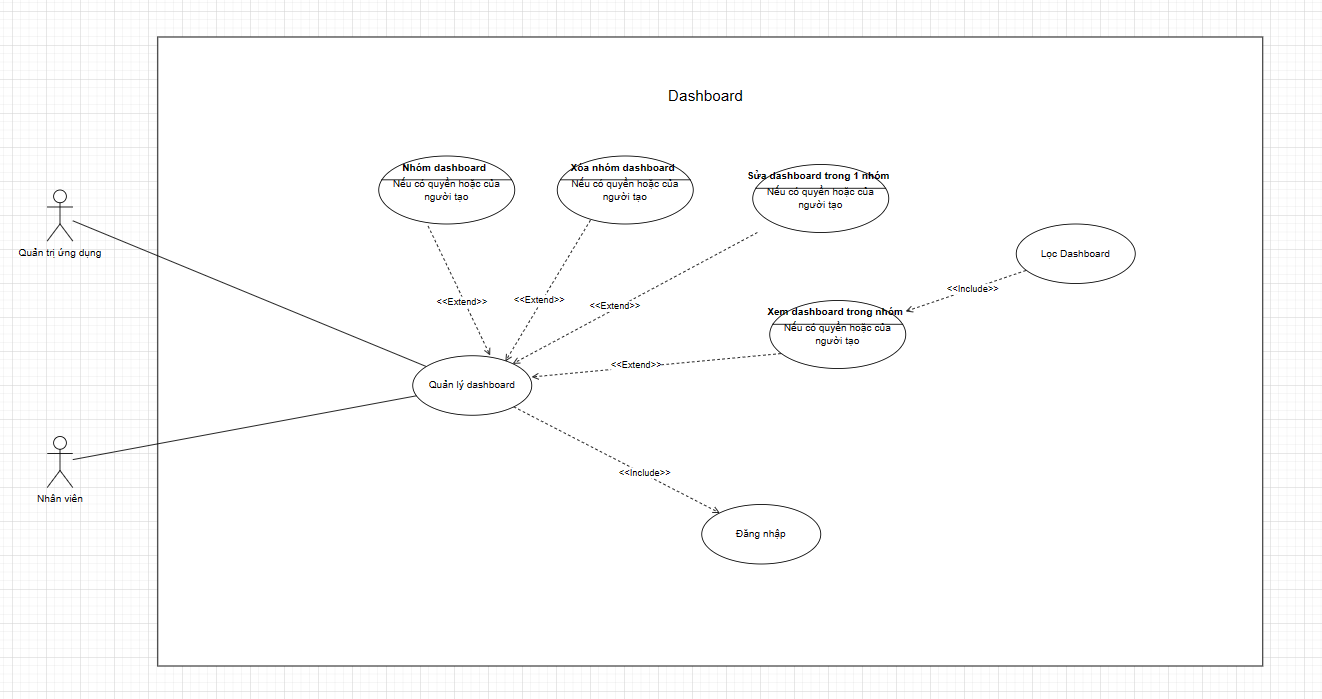 Dashboard
Nhóm dashboard
Nếu có quyền hoặc của
người tạo
Xóa nhóm dashboard
Nếu có quyền hoặc của
người tạo
Sửa dashboard trong 1 nhóm
Nếu có quyền hoặc của
người tạo
Quản trị ứng dụng
Lọc Dashboard
<<Include>>
<<Extend>>
<<Extend>>
<<Extend>>
Xem dashboard trong nhóm
Nếu có quyền hoặc của
người tạo
<<Extend>>
Quản lý dashboard
<<Include>>
Nhân viên
Đăng nhập